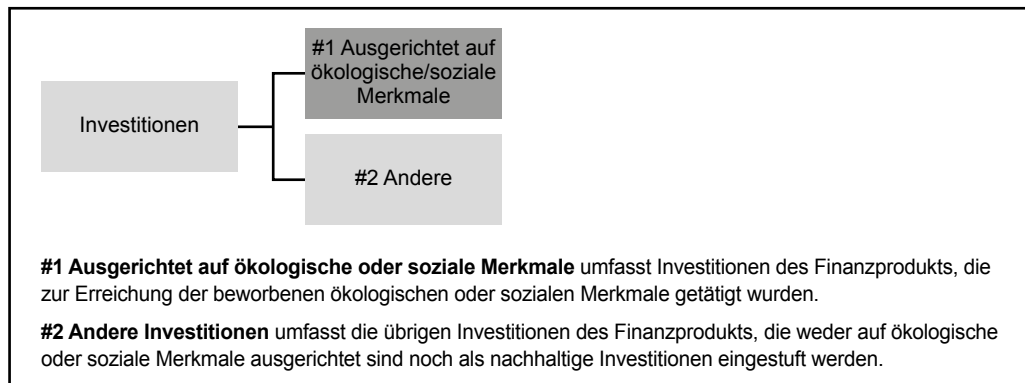 #1 Ausgerichtet auf
ökologische/soziale
Merkmale
Investitionen
#2 Andere
#1 Ausgerichtet auf ökologische oder soziale Merkmale umfasst Investitionen des Finanzprodukts, die
zur Erreichung der beworbenen ökologischen oder sozialen Merkmale getätigt wurden.
#2 Andere Investitionen umfasst die übrigen Investitionen des Finanzprodukts, die weder auf ökologische
oder soziale Merkmale ausgerichtet sind noch als nachhaltige Investitionen eingestuft werden.